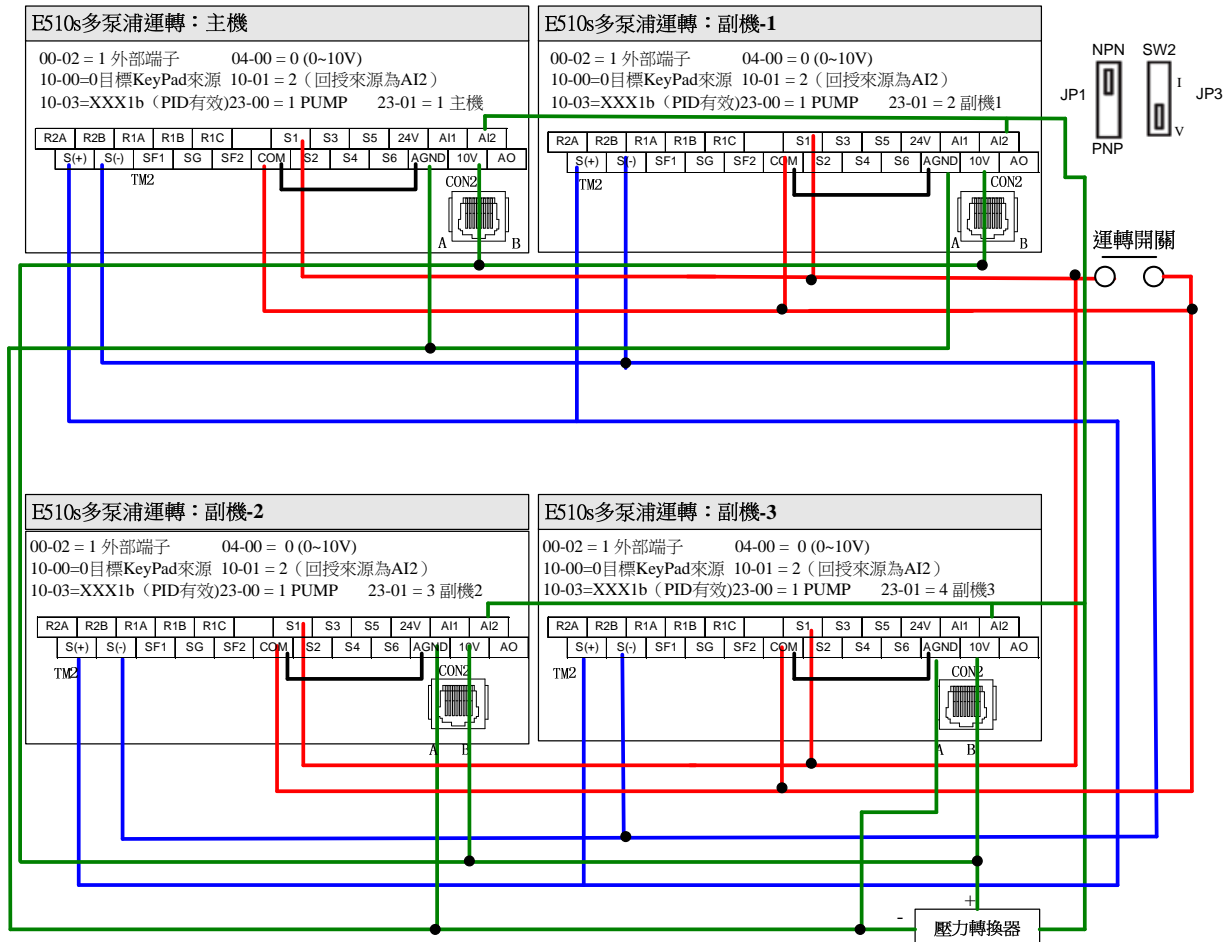 E510s多泵浦運轉：主機
00-02 = 1 外部端子 04-00 = 0 (0~10V)
10-00=0目標KeyPad來源 10-01 = 2（回授來源為AI2）
10-03=XXX1b（PID有效)23-00 = 1 PUMP 23-01 = 1 主機
R2A R2B R1A R1B R1C S1 S3 S5 24V AI1 AI2
S(+) S(-) SF1 SG SF2 COM S2 S4 S6 AGND 10V AO
TM2 CON2
A B
E510s多泵浦運轉：副機-1
00-02 = 1 外部端子 04-00 = 0 (0~10V)
10-00=0目標KeyPad來源 10-01 = 2（回授來源為AI2）
10-03=XXX1b（PID有效)23-00 = 1 PUMP 23-01 = 2 副機1
R2A R2B R1A R1B R1C S1 S3 S5 24V AI1 AI2
S(+) S(-) SF1 SG SF2 COM S2 S4 S6 AGND 10V AO
TM2 CON2
A B
NPN SW2
JP1 I JP3
V
PNP
運轉開關
E510s多泵浦運轉：副機-2
00-02 = 1 外部端子 04-00 = 0 (0~10V)
10-00=0目標KeyPad來源 10-01 = 2（回授來源為AI2）
10-03=XXX1b（PID有效)23-00 = 1 PUMP 23-01 = 3 副機2
R2A R2B R1A R1B R1C S1 S3 S5 24V AI1 AI2
S(+) S(-) SF1 SG SF2 COM S2 S4 S6 AGND 10V AO
TM2 CON2
A B
E510s多泵浦運轉：副機-3
00-02 = 1 外部端子 04-00 = 0 (0~10V)
10-00=0目標KeyPad來源 10-01 = 2（回授來源為AI2）
10-03=XXX1b（PID有效)23-00 = 1 PUMP 23-01 = 4 副機3
R2A R2B R1A R1B R1C S1 S3 S5 24V AI1 AI2
S(+) S(-) SF1 SG SF2 COM S2 S4 S6 AGND 10V AO
TM2 CON2
A B
- +
壓力轉換器